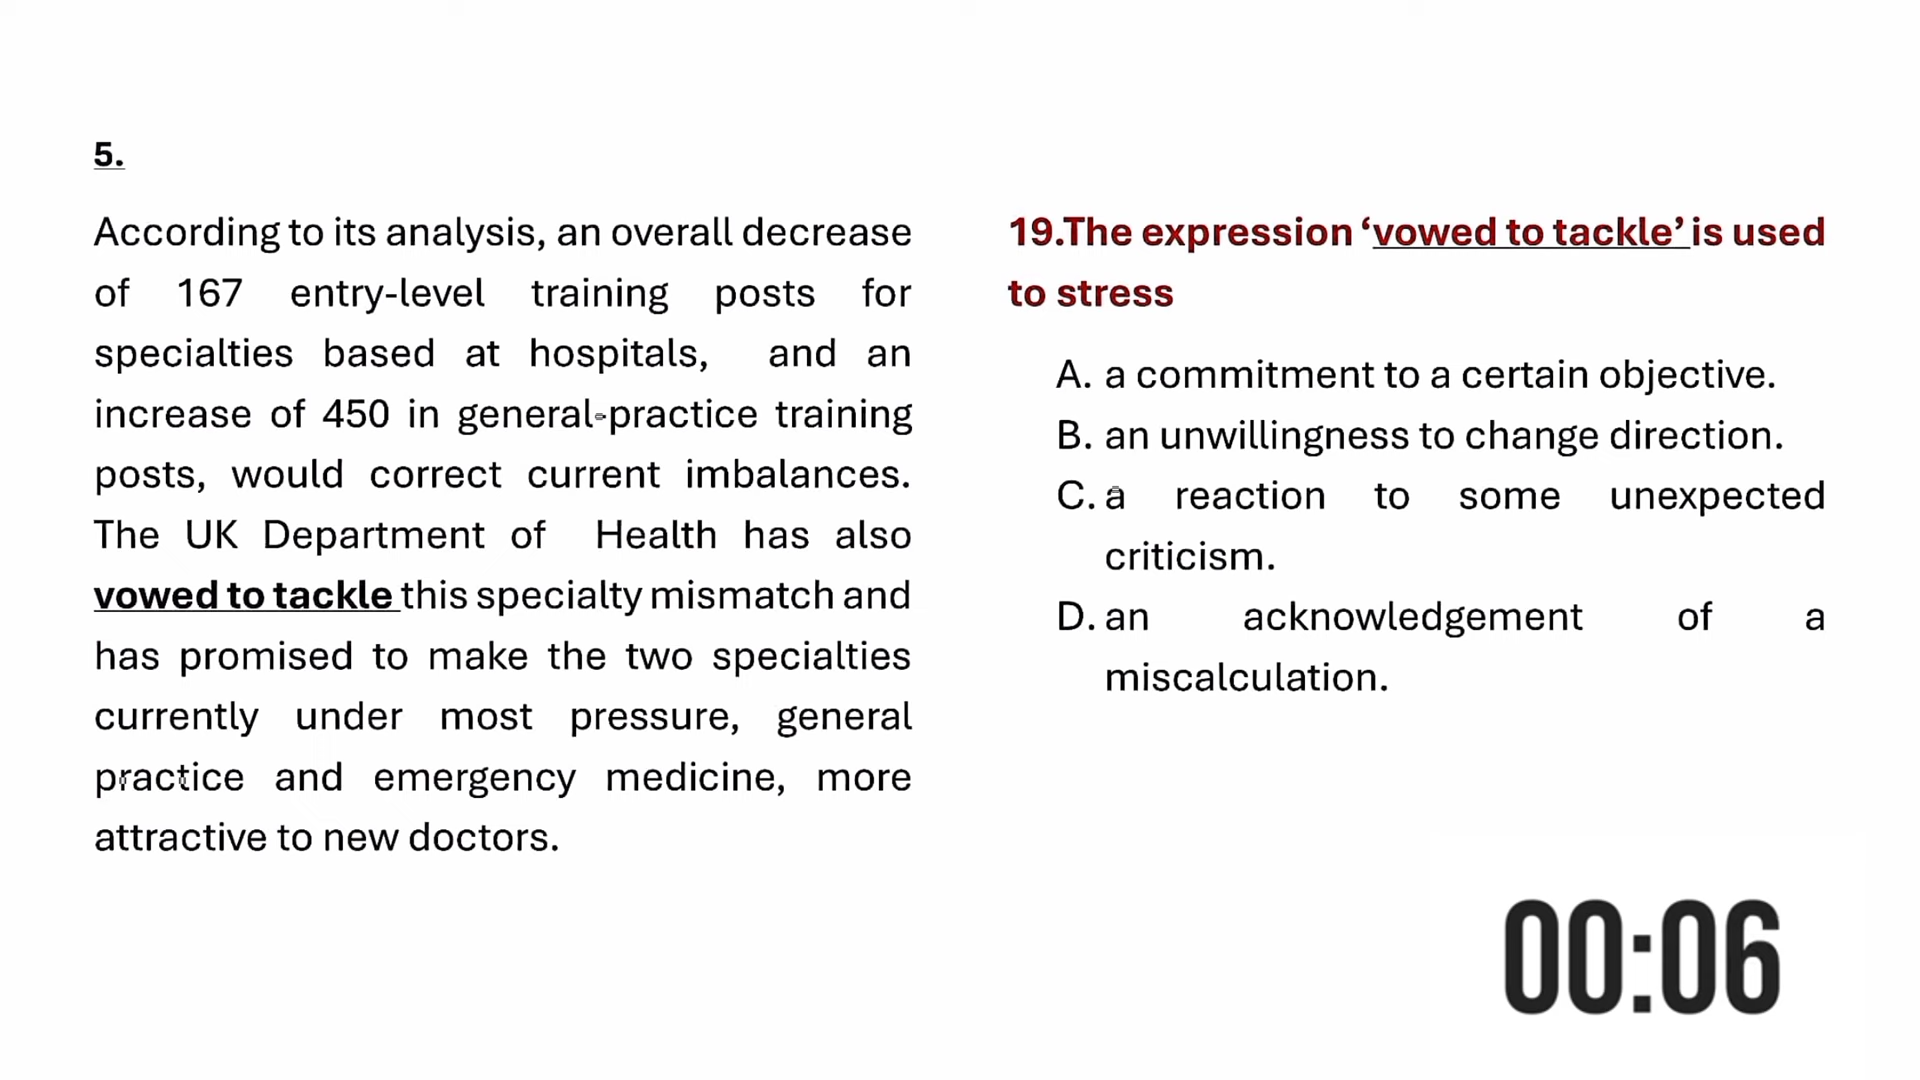 5.
According to its analysis, an overall decrease
of 167 entry-level training posts for
specialties based at hospitals, and an
increase of 450 in general-practice training
posts, would correct current imbalances.
The UK Department of Health has also
vowed to tackle this specialty mismatch and
has promised to make the two specialties
currently under most pressure, general
practice and emergency medicine, more
attractive to new doctors.
19.The expression ‘vowed to tackle’ is used
to stress
A. a commitment to a certain objective.
B. an unwillingness to change direction.
C. a reaction to some unexpected
criticism.
D. an acknowledgement of a
miscalculation.
00:06